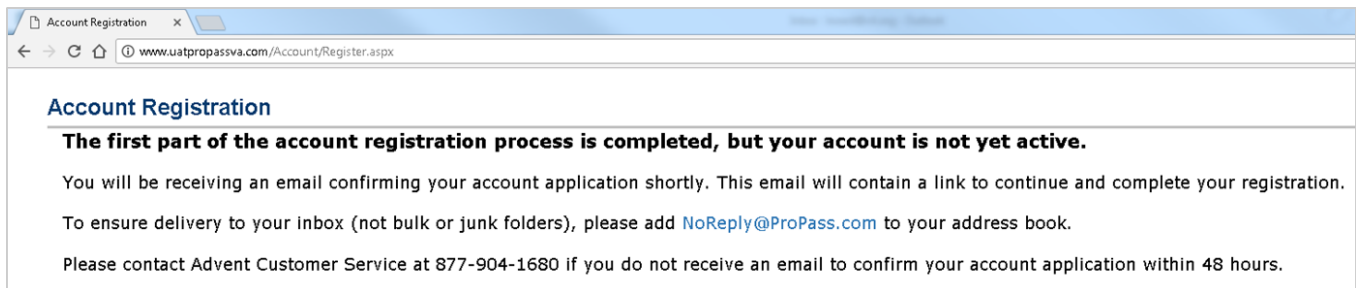 Account Registration
www.uatpropassva.com/Account/Register.aspx
Account Registration
The first part of the account registration process is completed, but your account is not yet active.
You will be receiving an email confirming your account application shortly. This email will contain a link to continue and complete your registration.
To ensure delivery to your inbox (not bulk or junk folders), please add NoReply@ProPass.com to your address book.
Please contact Advent Customer Service at 877-904-1680 if you do not receive an email to confirm your account application within 48 hours.